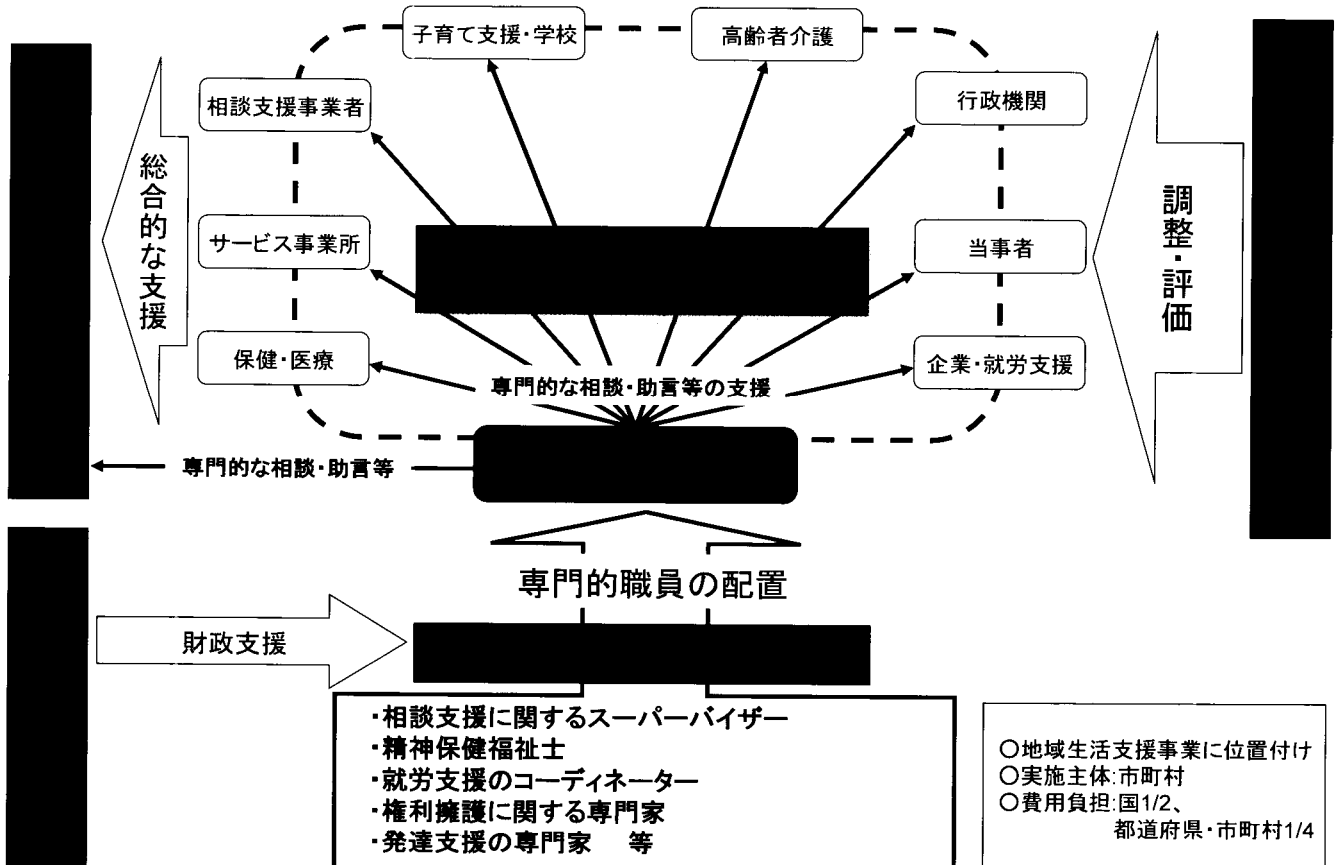 子育て支援・学校
高齢者介護
相談支援事業者
行政機関
総合的な支援
調整・評価
サービス事業所
当事者
保健・医療
企業・就労支援
専門的な相談・助言等の支援
専門的な相談・助言等
専門的職員の配置
財政支援
・相談支援に関するスーパーバイザー
・精神保健福祉士
・就労支援のコーディネーター
・権利擁護に関する専門家
・発達支援の専門家　等
○地域生活支援事業に位置付け
○実施主体:市町村
○費用負担:国1/2、
都道府県・市町村1/4